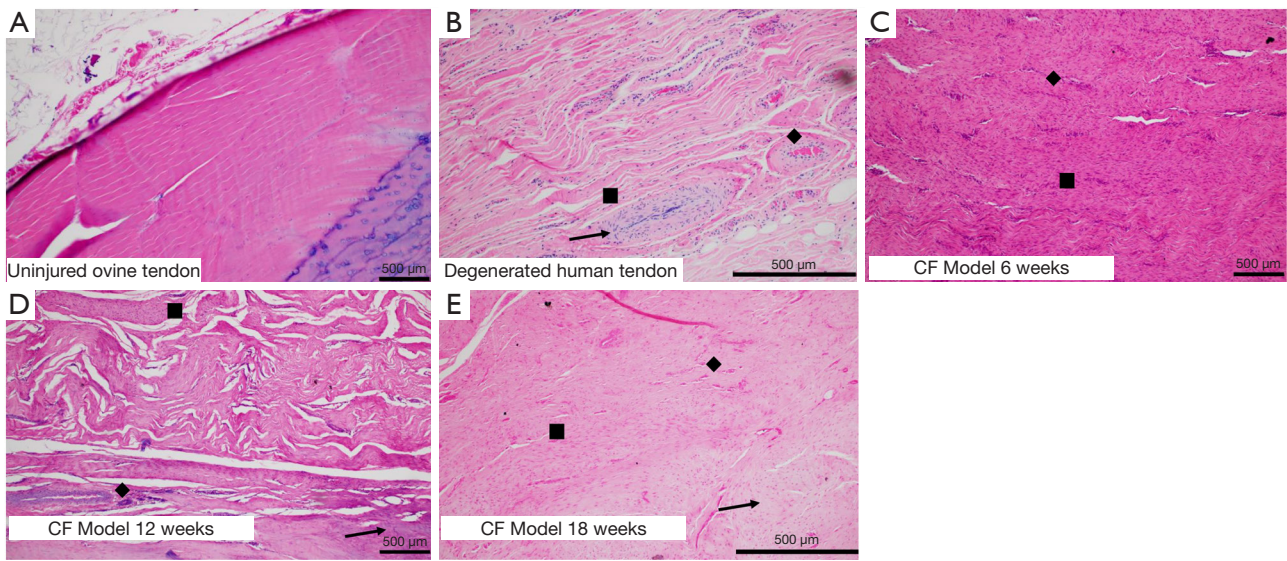 A
Uninjured ovine tendon
500 µm
B
Degenerated human tendon
500 µm
C
CF Model 6 weeks
500 µm
D
CF Model 12 weeks
500 µm
E
CF Model 18 weeks
500 µm